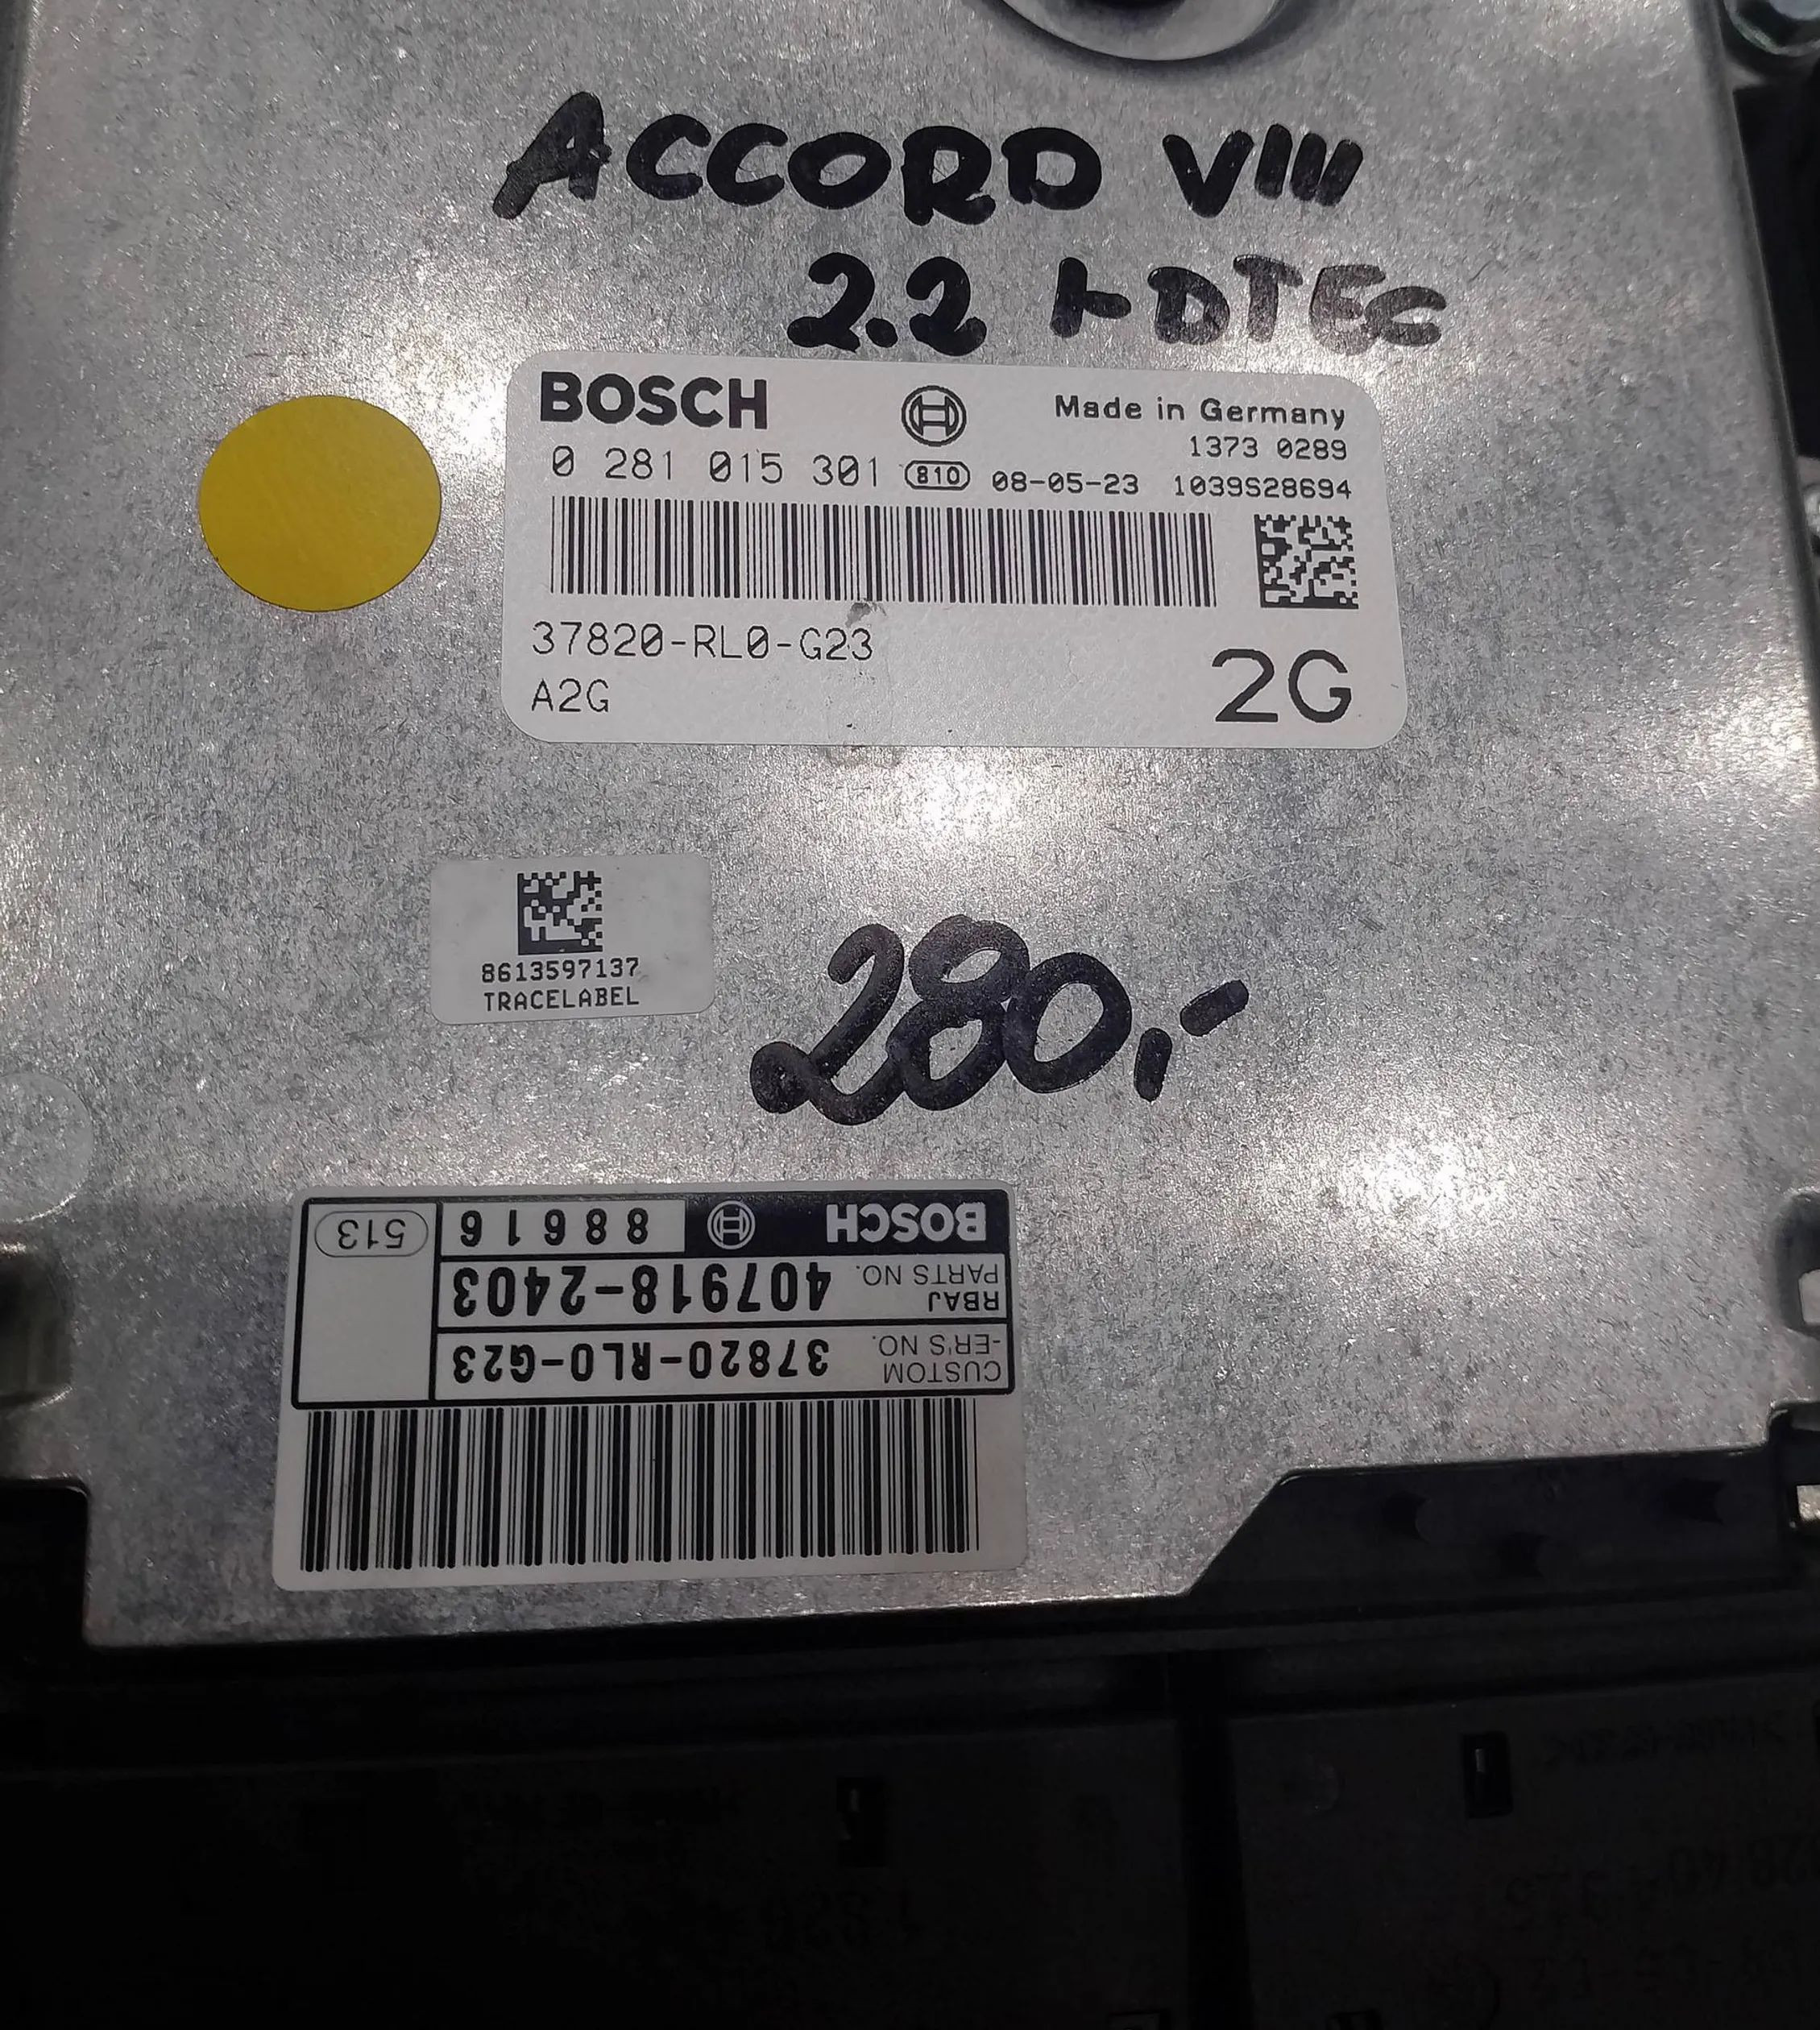 ACCORD VIII
2.2 I-DTEC
BOSCH
Made in Germany
1373 0289
0 281 015 301 810 08-05-23 1039S28694
37820-RL0-G23
A2G
2G
8613597137
TRACELABEL
280,-
BOSCH 88616 513
RBAJ
PARTS NO. 407918-2403
CUSTOM
-ER'S NO. 37820-RL0-G23